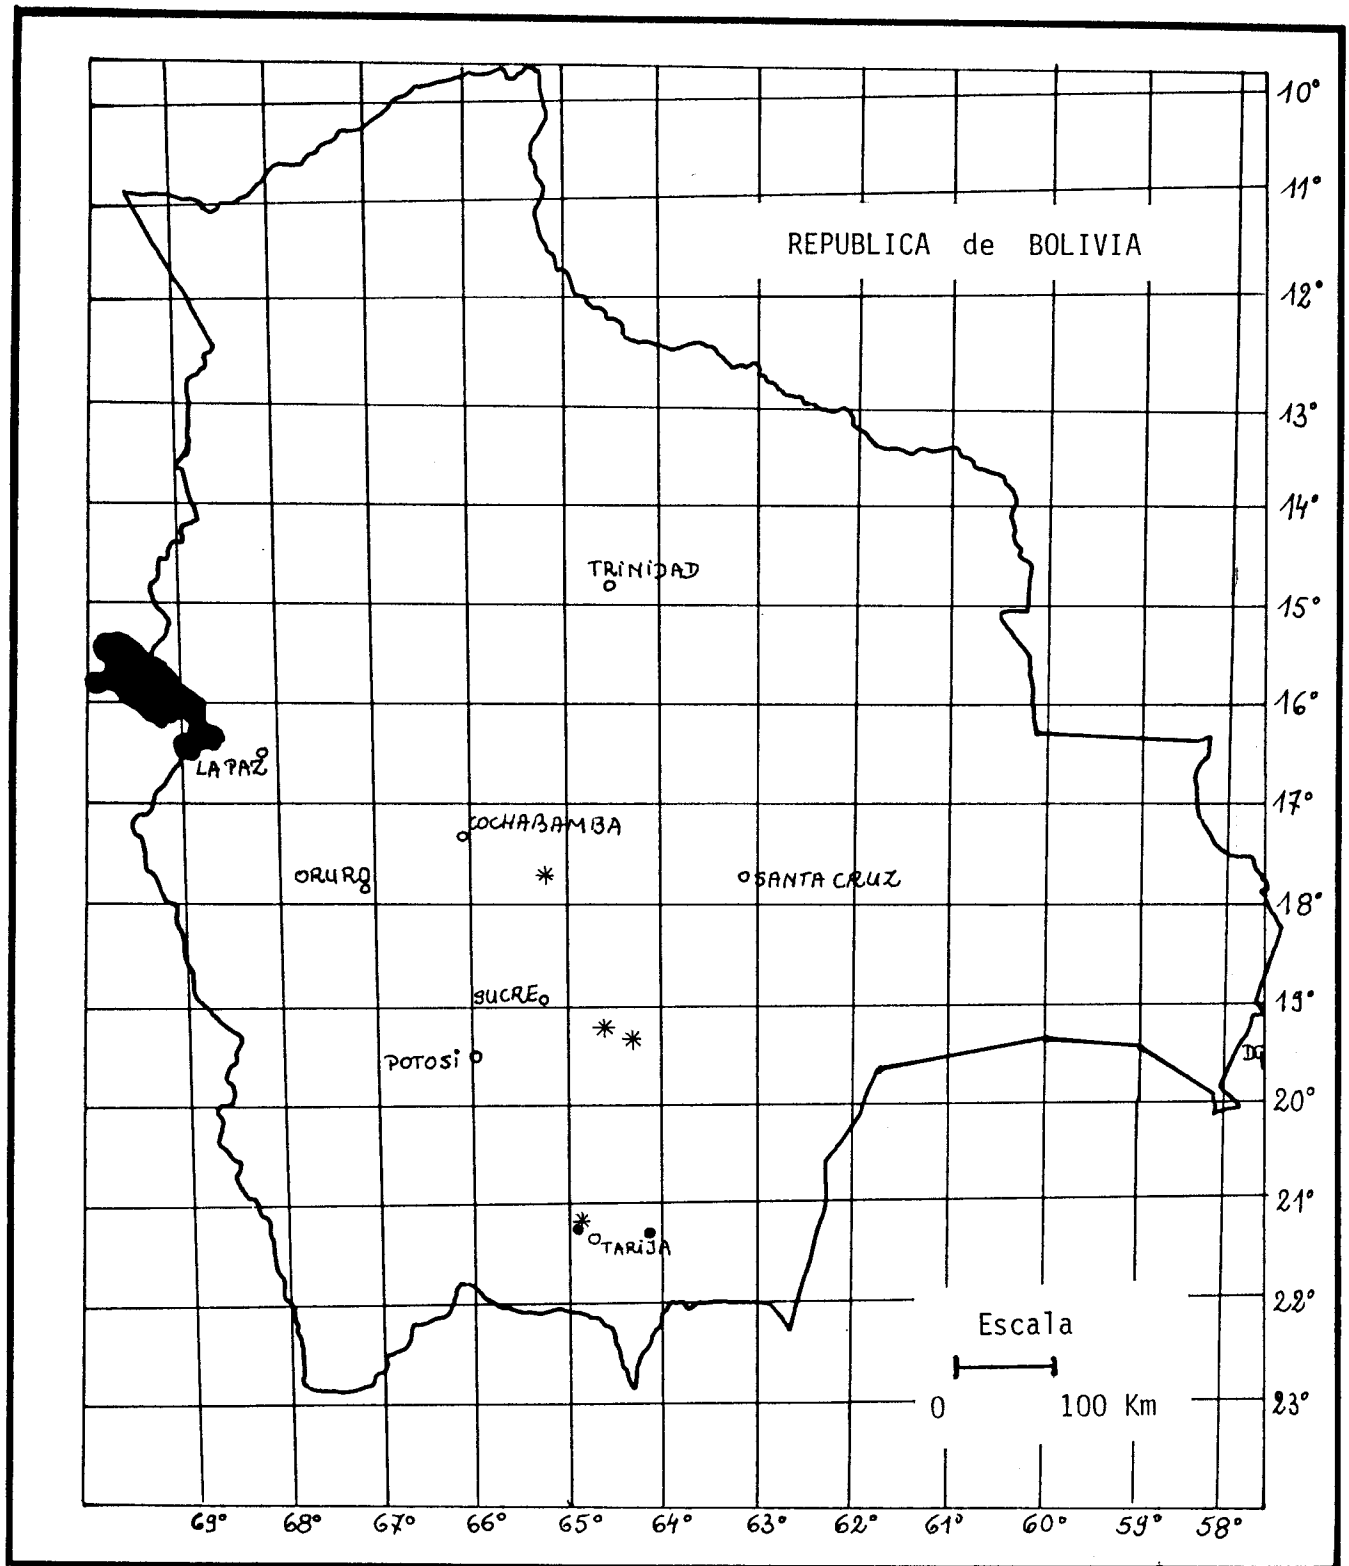 10°
11°
REPUBLICA de BOLIVIA
12°
13°
14°
TRINIDAD
15°
16°
LA PAZ
17°
COCHABAMBA
ORURO
SANTA CRUZ
18°
SUCRE
19°
POTOSI
20°
21°
TARIJA
22°
Escala
0 100 Km
23°
69° 68° 67° 66° 65° 64° 63° 62° 61° 60° 59° 58°